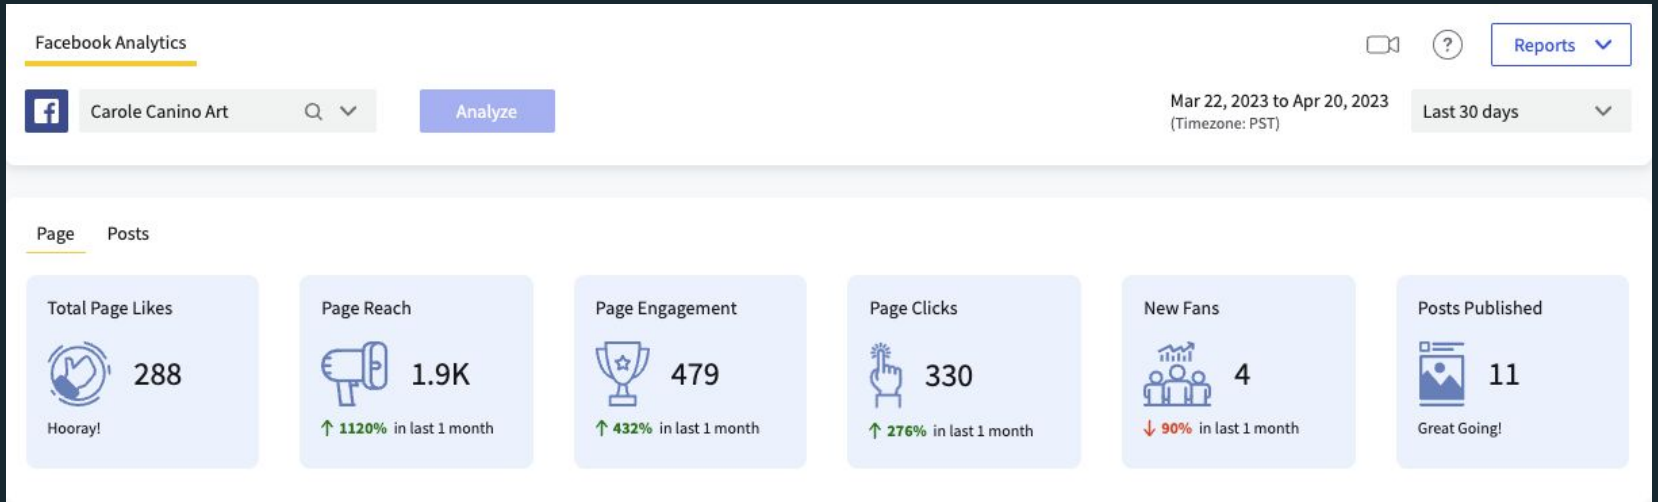 Facebook Analytics
? Reports
Carole Canino Art
Analyze
Mar 22, 2023 to Apr 20, 2023
(Timezone: PST)
Last 30 days
Page Posts
Total Page Likes
288
Hooray!
Page Reach
1.9K
↑ 1120% in last 1 month
Page Engagement
479
↑ 432% in last 1 month
Page Clicks
330
↑ 276% in last 1 month
New Fans
4
↓ 90% in last 1 month
Posts Published
11
Great Going!